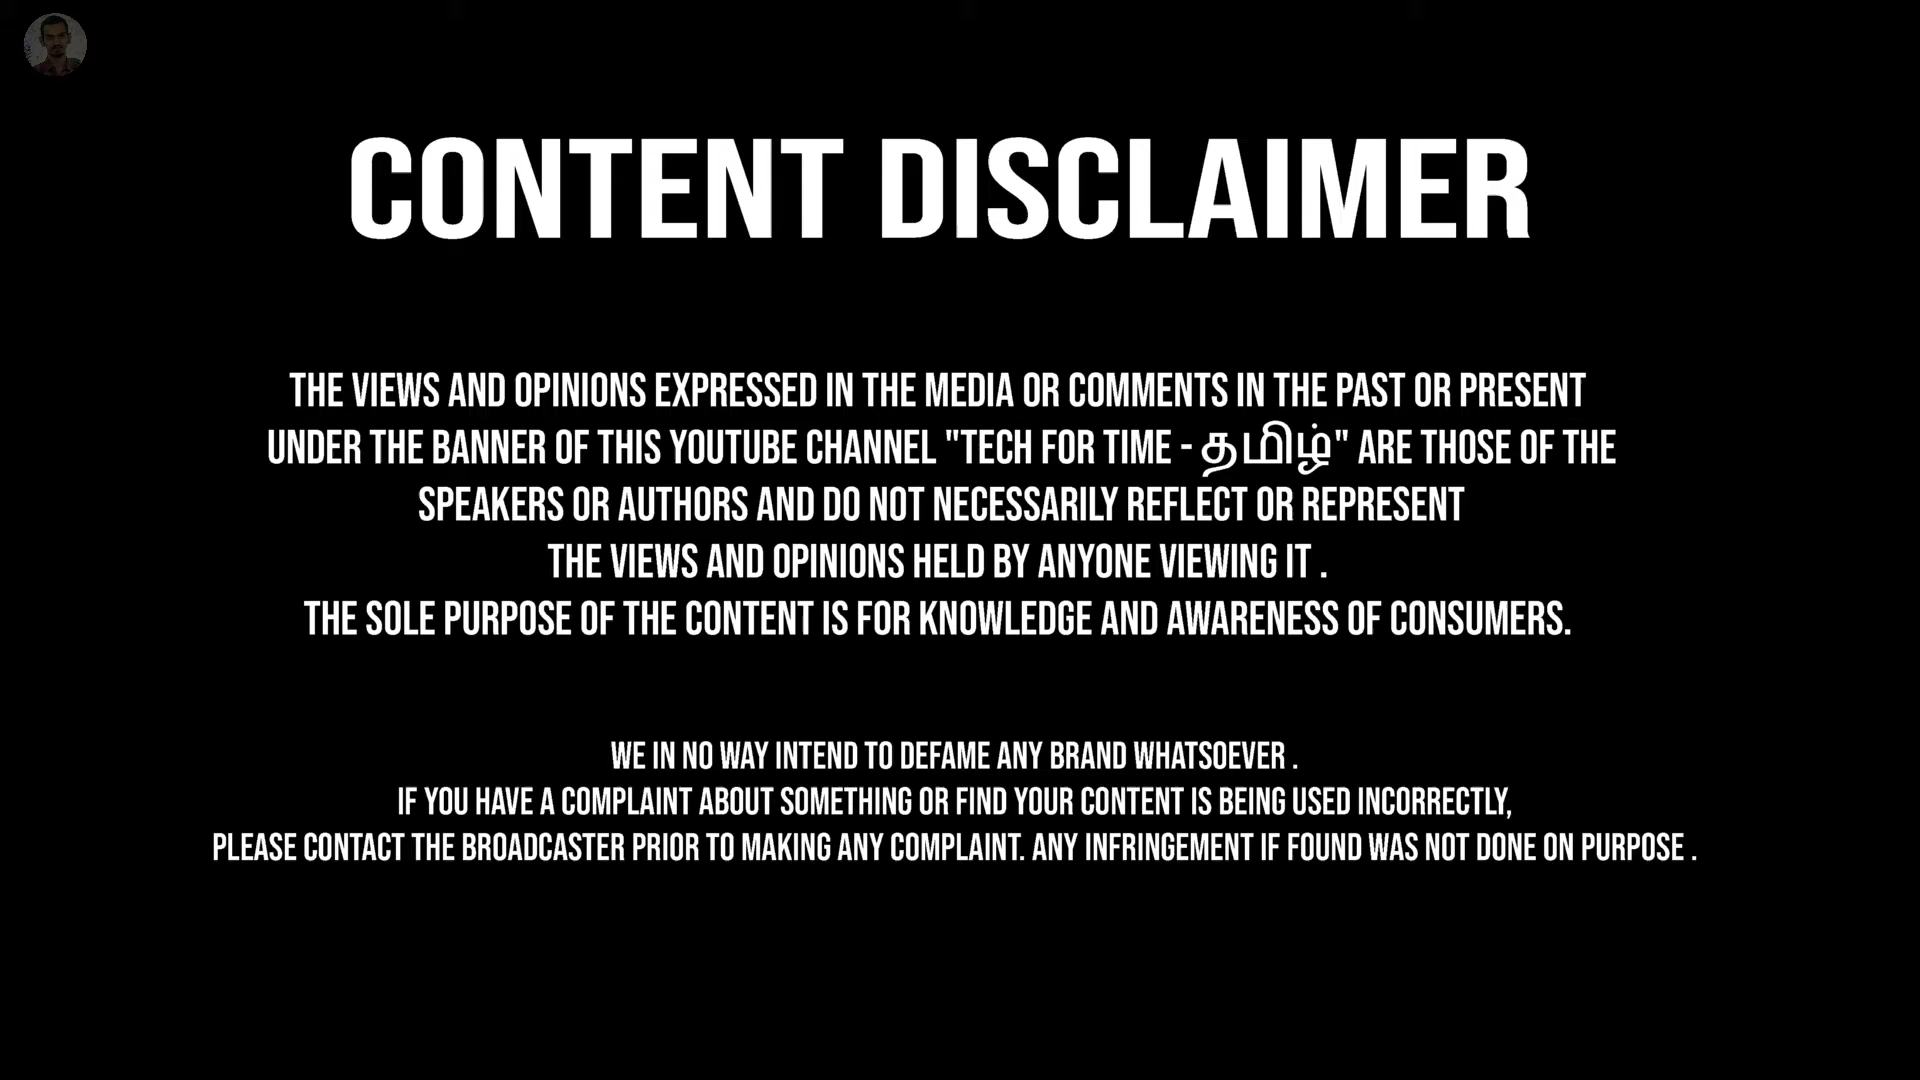 CONTENT DISCLAIMER
THE VIEWS AND OPINIONS EXPRESSED IN THE MEDIA OR COMMENTS IN THE PAST OR PRESENT
UNDER THE BANNER OF THIS YOUTUBE CHANNEL "TECH FOR TIME - தமிழ்" ARE THOSE OF THE
SPEAKERS OR AUTHORS AND DO NOT NECESSARILY REFLECT OR REPRESENT
THE VIEWS AND OPINIONS HELD BY ANYONE VIEWING IT .
THE SOLE PURPOSE OF THE CONTENT IS FOR KNOWLEDGE AND AWARENESS OF CONSUMERS.
WE IN NO WAY INTEND TO DEFAME ANY BRAND WHATSOEVER .
IF YOU HAVE A COMPLAINT ABOUT SOMETHING OR FIND YOUR CONTENT IS BEING USED INCORRECTLY,
PLEASE CONTACT THE BROADCASTER PRIOR TO MAKING ANY COMPLAINT. ANY INFRINGEMENT IF FOUND WAS NOT DONE ON PURPOSE .